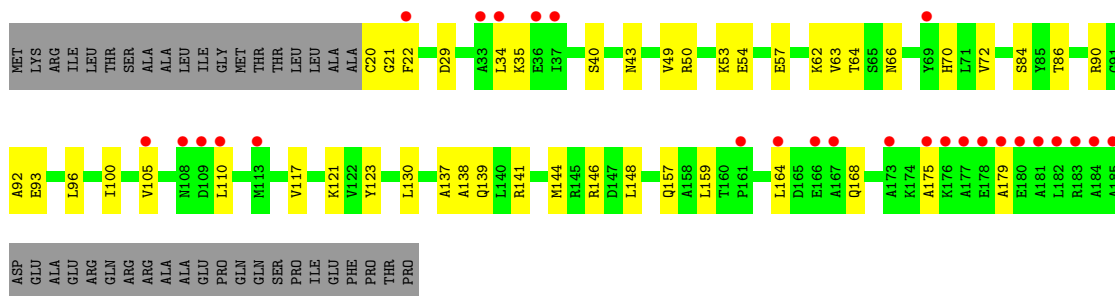 MET LYS ARG ILE LEU THR SER ALA ALA LEU ILE GLY MET THR THR LEU LEU ALA ALA C20 G21 F22 D29 A33 L34 K35 E36 I37 S40 N43 V49 R50 K53 E54 E57 K62 V63 T64 S65 N66 Y69 H70 L71 V72 S84 Y85 T86 R90 G91
A92 E93 L96 I100 V105 N108 D109 L110 M113 V117 K121 V122 Y123 L130 A137 A138 Q139 L140 R141 M144 R145 R146 D147 L148 Q157 A158 L159 T160 P161 L164 D165 E166 A167 Q168 A173 K174 A175 K176 A177 E178 A179 E180 A181 L182 R183 A184 A185
ASP GLU ALA GLU ARG GLN ARG ARG ALA ALA GLU PRO GLN GLN SER PRO ILE GLU PHE PRO THR PRO